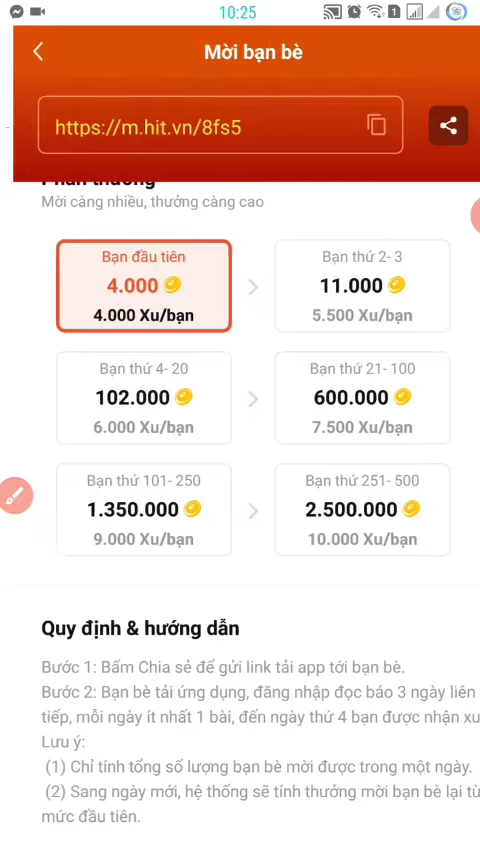 10:25
1
Mời bạn bè
https://m.hit.vn/8fs5
Phần thưởng
Mời càng nhiều, thưởng càng cao
Bạn đầu tiên
4.000
4.000 Xu/bạn
Bạn thứ 2- 3
11.000
5.500 Xu/bạn
Bạn thứ 4- 20
102.000
6.000 Xu/bạn
Bạn thứ 21- 100
600.000
7.500 Xu/bạn
Bạn thứ 101- 250
1.350.000
9.000 Xu/bạn
Bạn thứ 251- 500
2.500.000
10.000 Xu/bạn
Quy định & hướng dẫn
Bước 1: Bấm Chia sẻ để gửi link tải app tới bạn bè.
Bước 2: Bạn bè tải ứng dụng, đăng nhập đọc báo 3 ngày liên
tiếp, mỗi ngày ít nhất 1 bài, đến ngày thứ 4 bạn được nhận xu
Lưu ý:
(1) Chỉ tính tổng số lượng bạn bè mời được trong một ngày.
(2) Sang ngày mới, hệ thống sẽ tính thưởng mời bạn bè lại từ
mức đầu tiên.